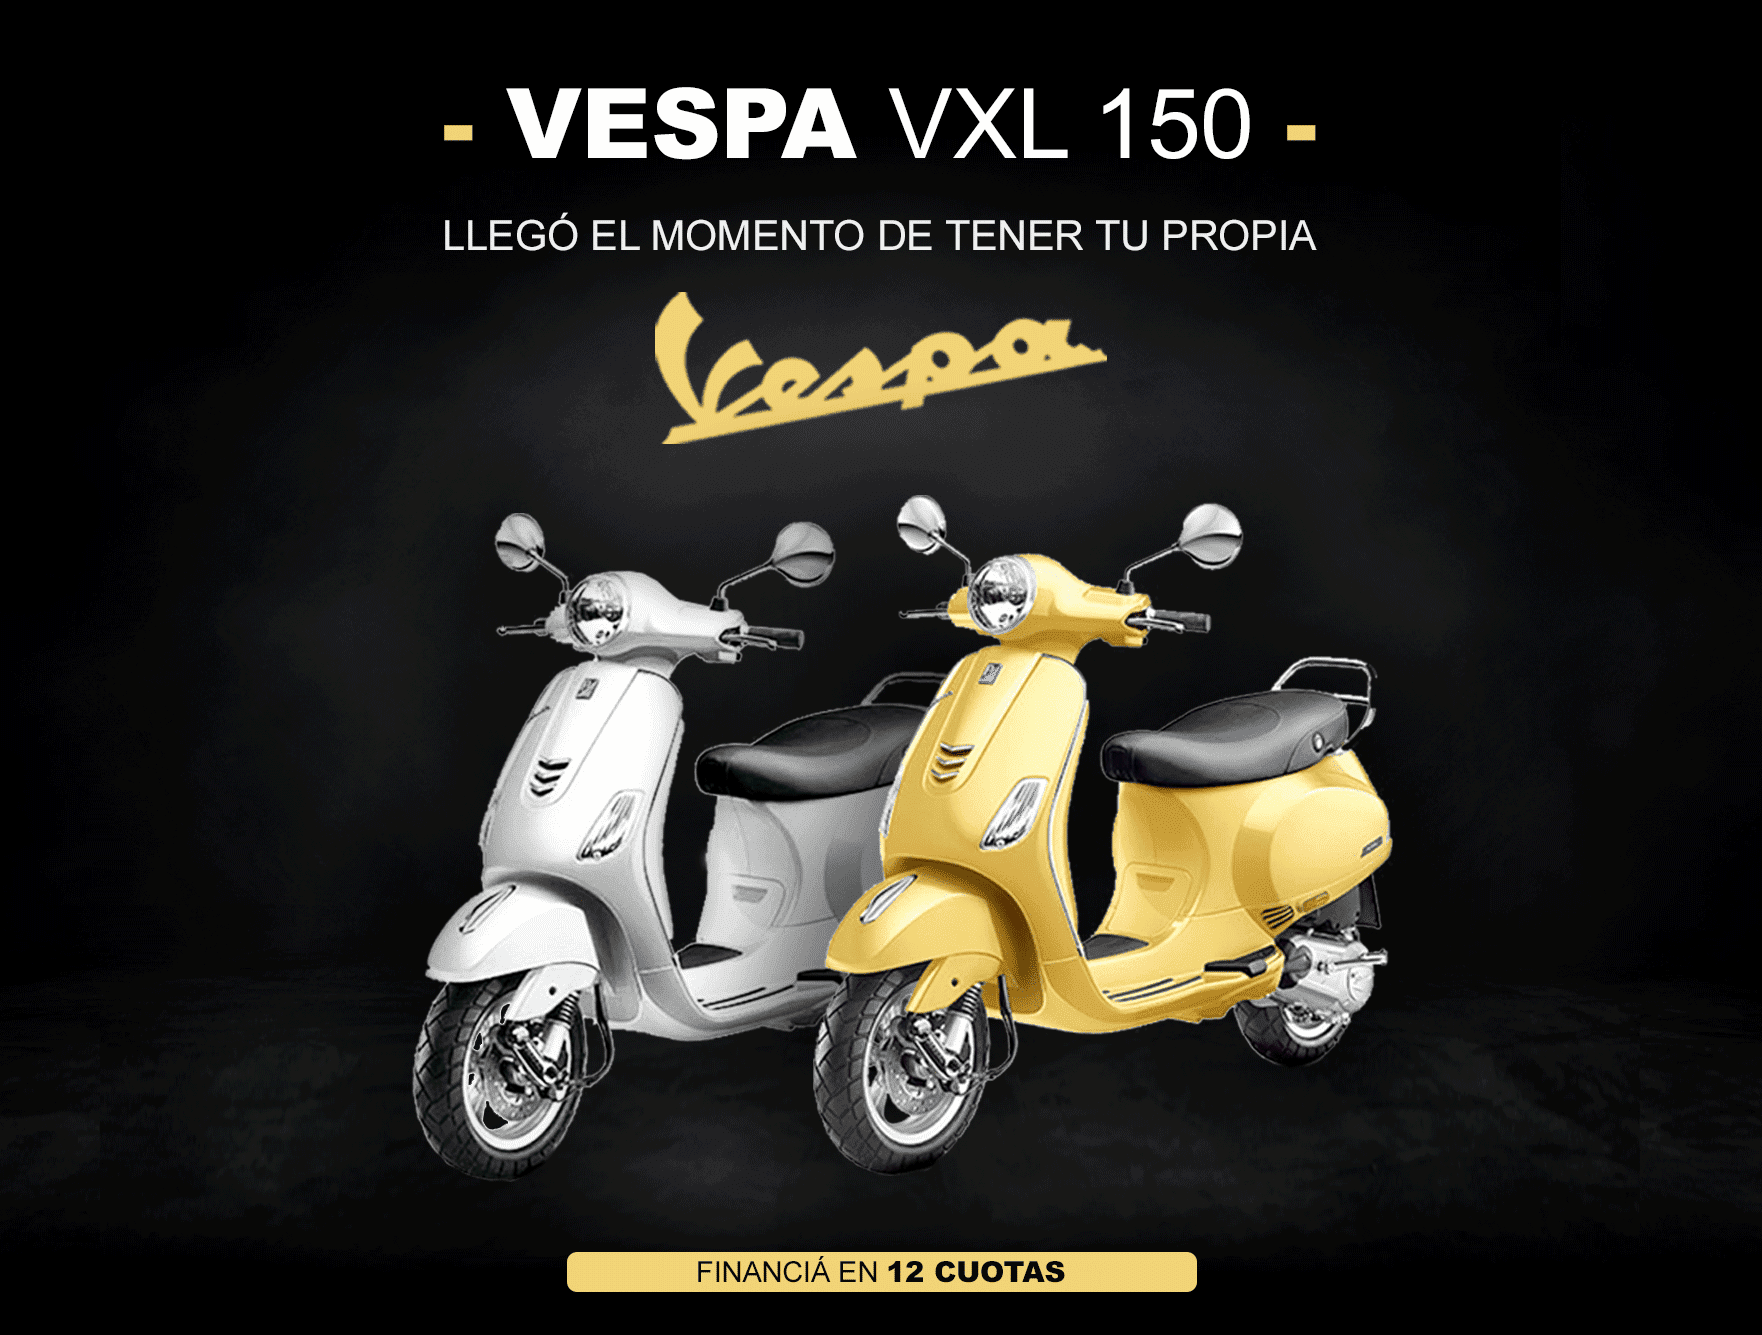 - VESPA VXL 150 -
LLEGÓ EL MOMENTO DE TENER TU PROPIA
Vespa
FINANCIÁ EN 12 CUOTAS